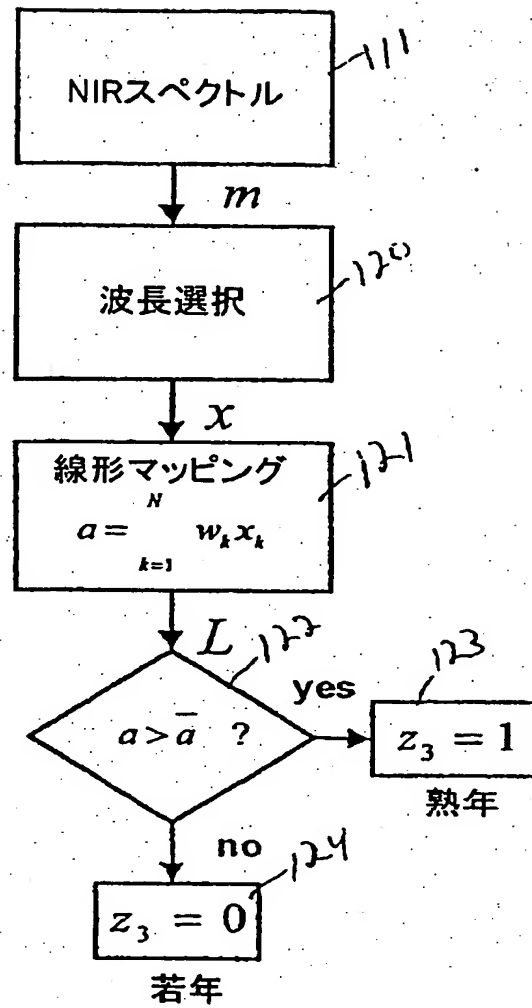 NIRスペクトル
111
m
波長選択
120
x
線形マッピング
121
N
a = w_k x_k
k=1
L
122
a > a̅ ?
yes
123
z_3 = 1
熟年
no
124
z_3 = 0
若年